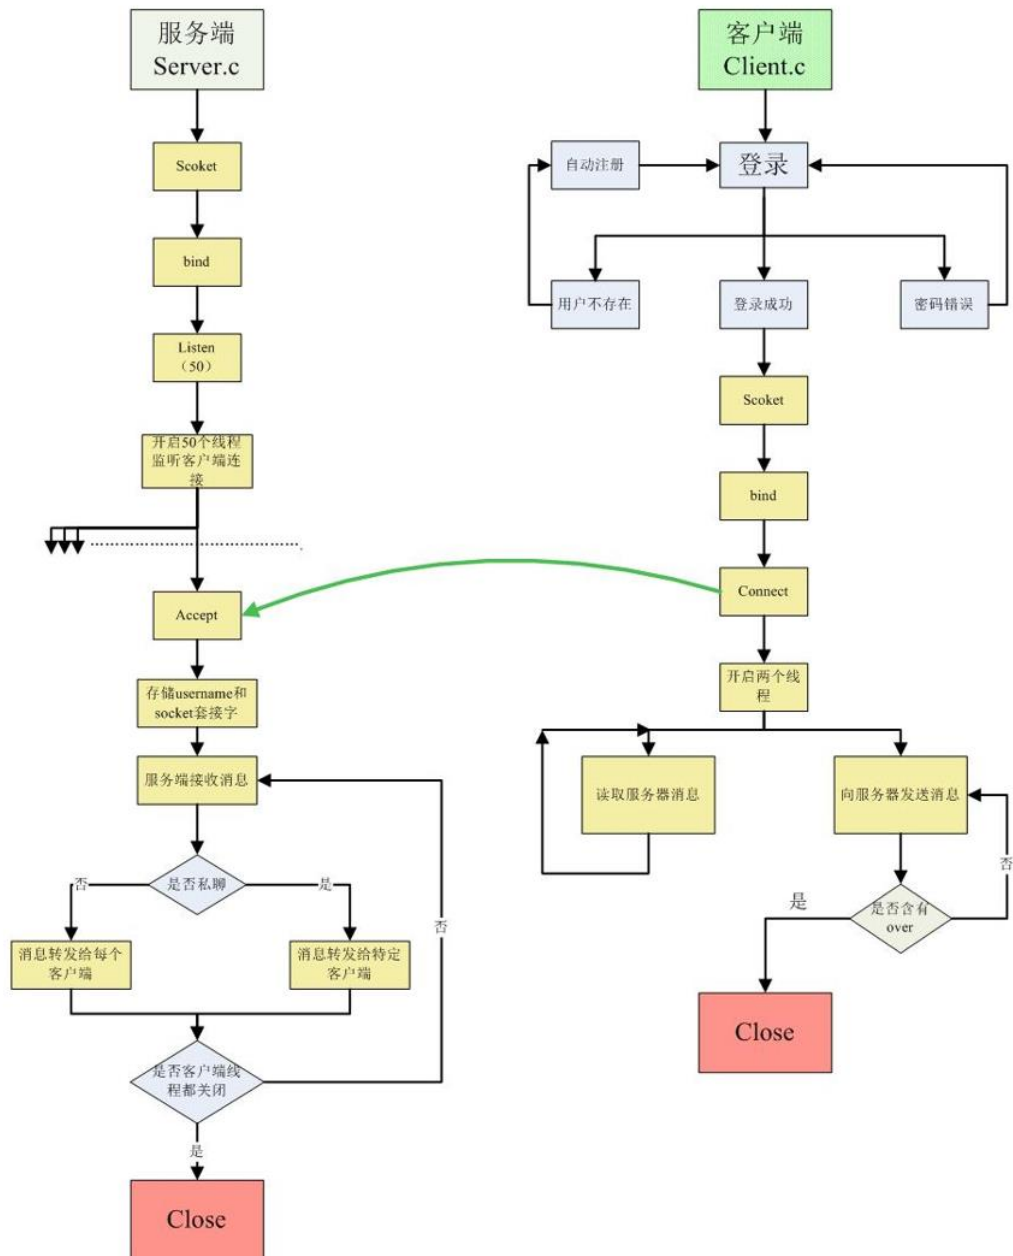 服务端
Server.c
Scoket
bind
Listen
（50）
开启50个线程
监听客户端连
接
Accept
存储username和
socket套接字
服务端接收消息
是否私聊
否
是
消息转发给每个
客户端
消息转发给特定
客户端
否
是否客户端线
程都关闭
是
Close
客户端
Client.c
自动注册
登录
用户不存在
登录成功
密码错误
Scoket
bind
Connect
开启两个线
程
读取服务器消息
向服务器发送消息
否
是
是否含有
over
Close